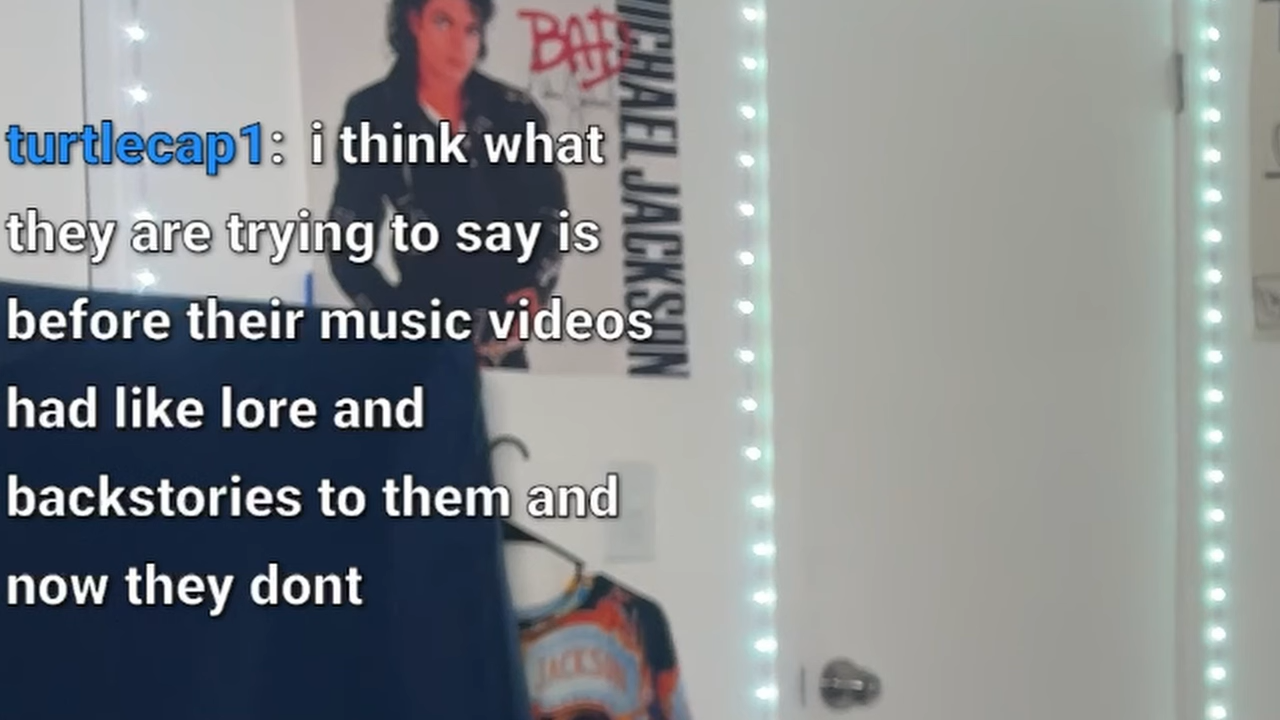 BAD
MICHAEL JACKSON
turtlecap1: i think what
they are trying to say is
before their music videos
had like lore and
backstories to them and
now they dont
JACKSON